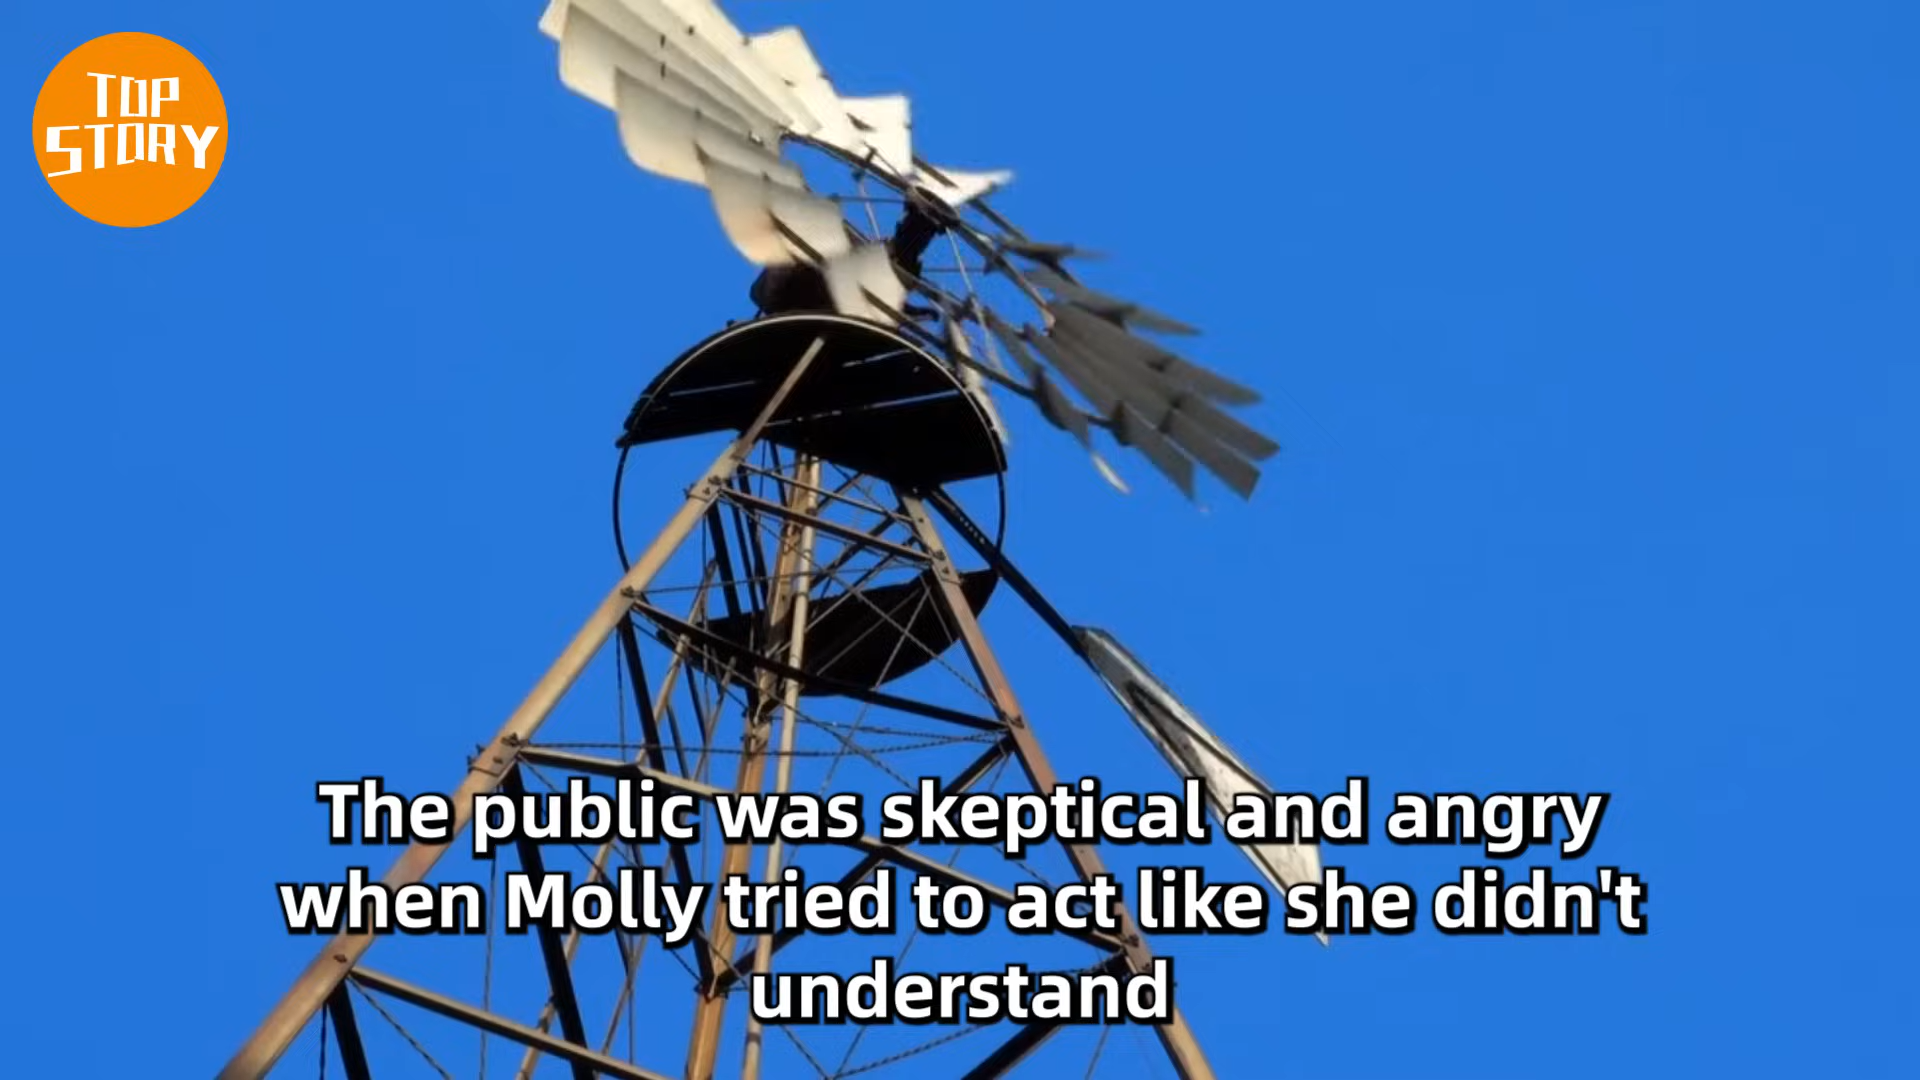 TOP
STORY
The public was skeptical and angry
when Molly tried to act like she didn't
understand